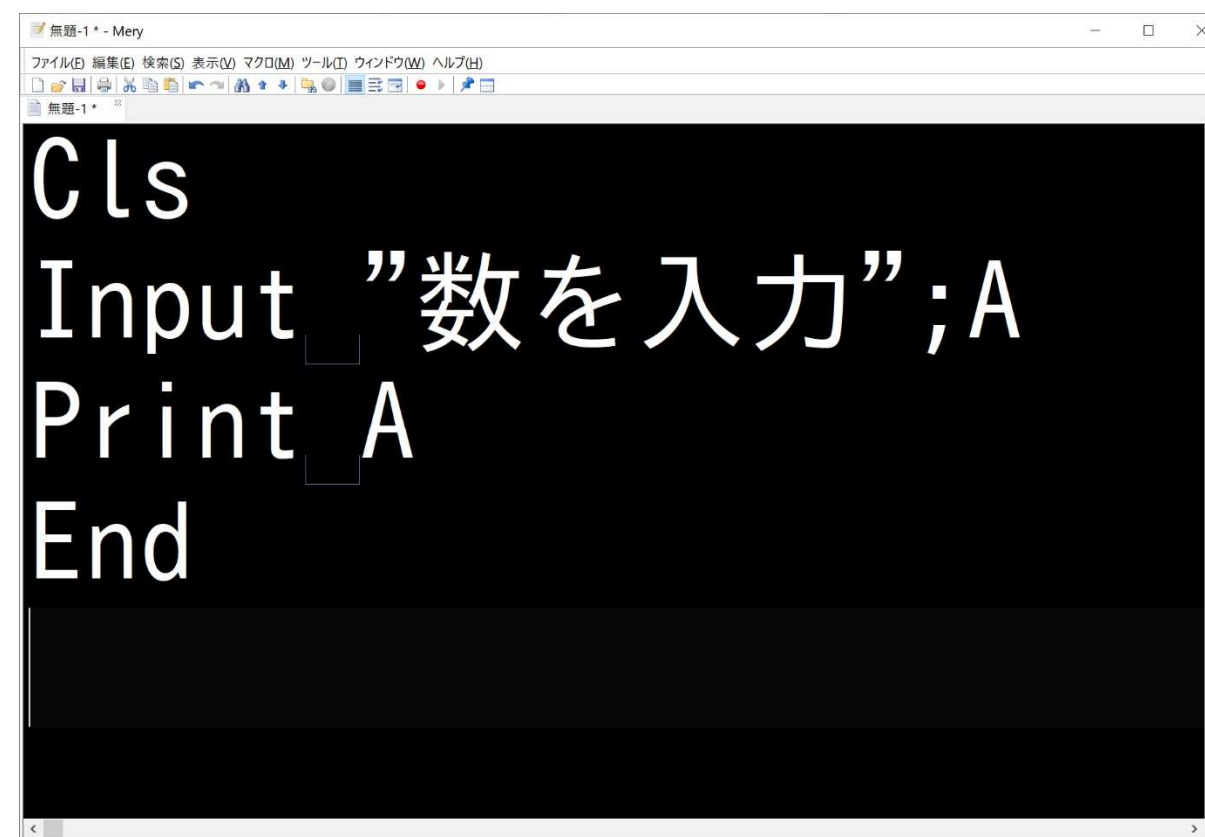 無題-1 * - Mery
ファイル(F) 編集(E) 検索(S) 表示(V) マクロ(M) ツール(T) ウィンドウ(W) ヘルプ(H)
無題-1 *
Cls
Input ”数を入力”;A
Print A
End